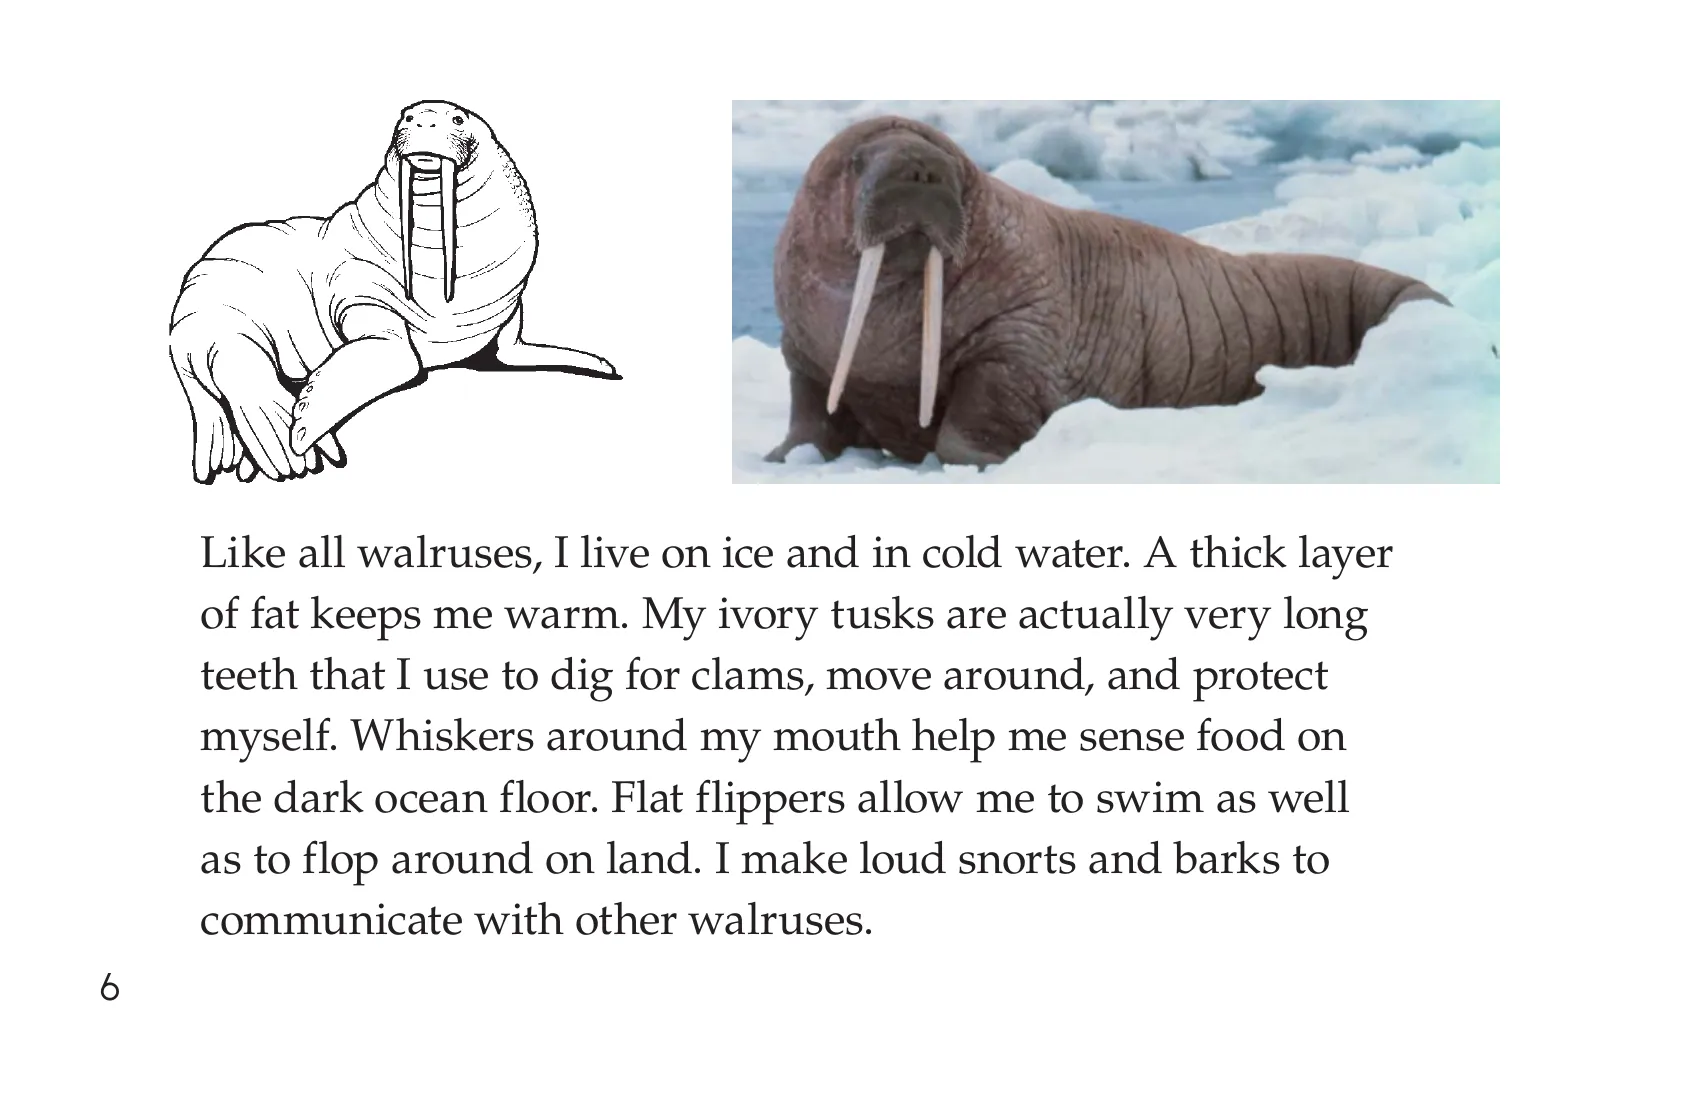 Like all walruses, I live on ice and in cold water. A thick layer
of fat keeps me warm. My ivory tusks are actually very long
teeth that I use to dig for clams, move around, and protect
myself. Whiskers around my mouth help me sense food on
the dark ocean floor. Flat flippers allow me to swim as well
as to flop around on land. I make loud snorts and barks to
communicate with other walruses.
6